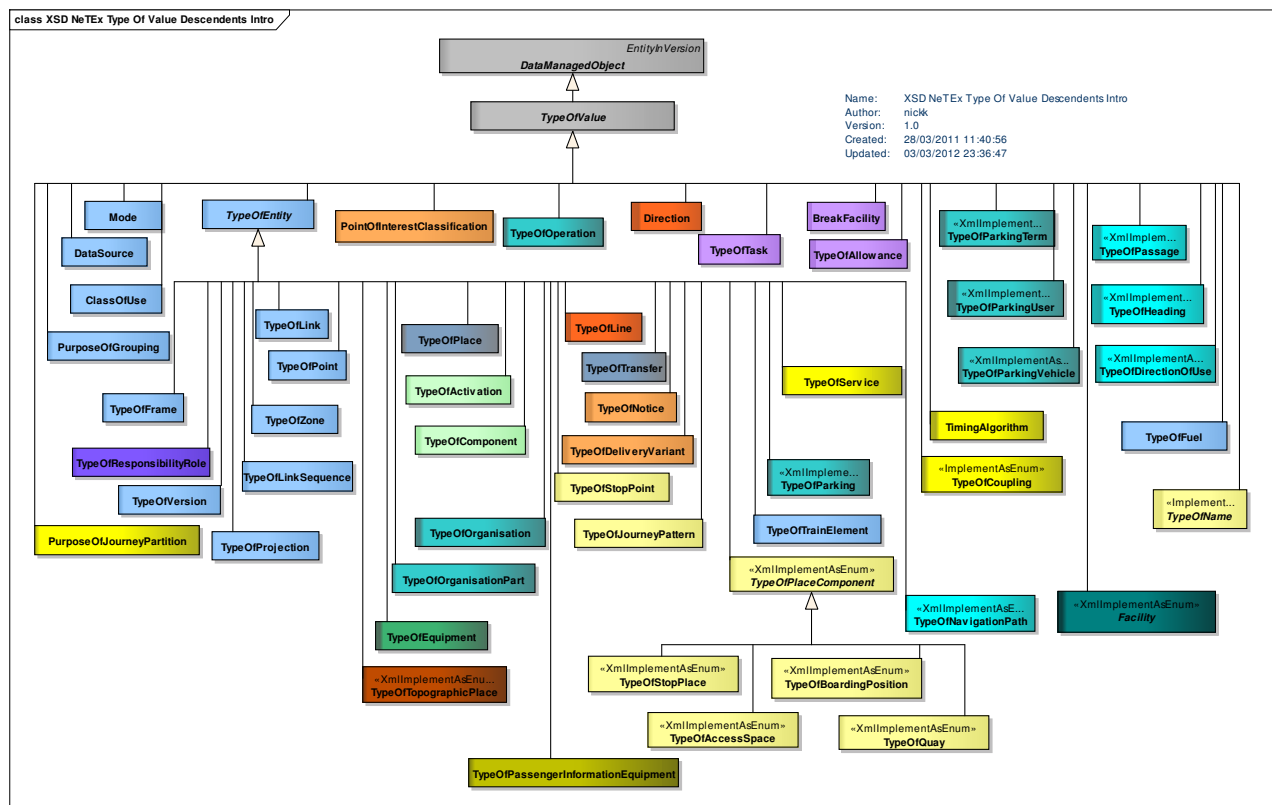 class XSD NeTEx Type Of Value Descendents Intro
EntityInVersion
DataManagedObject
TypeOfValue
Name: XSD NeTEx Type Of Value Descendents Intro
Author: nickk
Version: 1.0
Created: 28/03/2011 11:40:56
Updated: 03/03/2012 23:36:47
Mode
TypeOfEntity
PointOfInterestClassification
TypeOfOperation
Direction
BreakFacility
«XmlImplement...
TypeOfParkingTerm
«XmlImplem...
TypeOfPassage
DataSource
TypeOfTask
TypeOfAllowance
ClassOfUse
«XmlImplement...
TypeOfParkingUser
«XmlImplement...
TypeOfHeading
PurposeOfGrouping
TypeOfLink
TypeOfPlace
TypeOfLine
TypeOfPoint
TypeOfTransfer
TypeOfService
«XmlImplementAs...
TypeOfParkingVehicle
«XmlImplementA...
TypeOfDirectionOfUse
TypeOfActivation
TypeOfFrame
TypeOfZone
TypeOfNotice
TimingAlgorithm
TypeOfComponent
TypeOfDeliveryVariant
TypeOfFuel
TypeOfResponsibilityRole
TypeOfLinkSequence
TypeOfVersion
TypeOfStopPoint
«XmlImpleme...
TypeOfParking
«ImplementAsEnum»
TypeOfCoupling
«Implement...
TypeOfName
PurposeOfJourneyPartition
TypeOfProjection
TypeOfOrganisation
TypeOfJourneyPattern
TypeOfTrainElement
TypeOfOrganisationPart
«XmlImplementAsEnum»
TypeOfPlaceComponent
«XmlImplementAsE...
TypeOfNavigationPath
«XmlImplementAsEnum»
Facility
TypeOfEquipment
«XmlImplementAsEnu...
TypeOfTopographicPlace
«XmlImplementAsEnum»
TypeOfStopPlace
«XmlImplementAsEnum»
TypeOfBoardingPosition
«XmlImplementAsEnum»
TypeOfAccessSpace
«XmlImplementAsEnum»
TypeOfQuay
TypeOfPassengerInformationEquipment